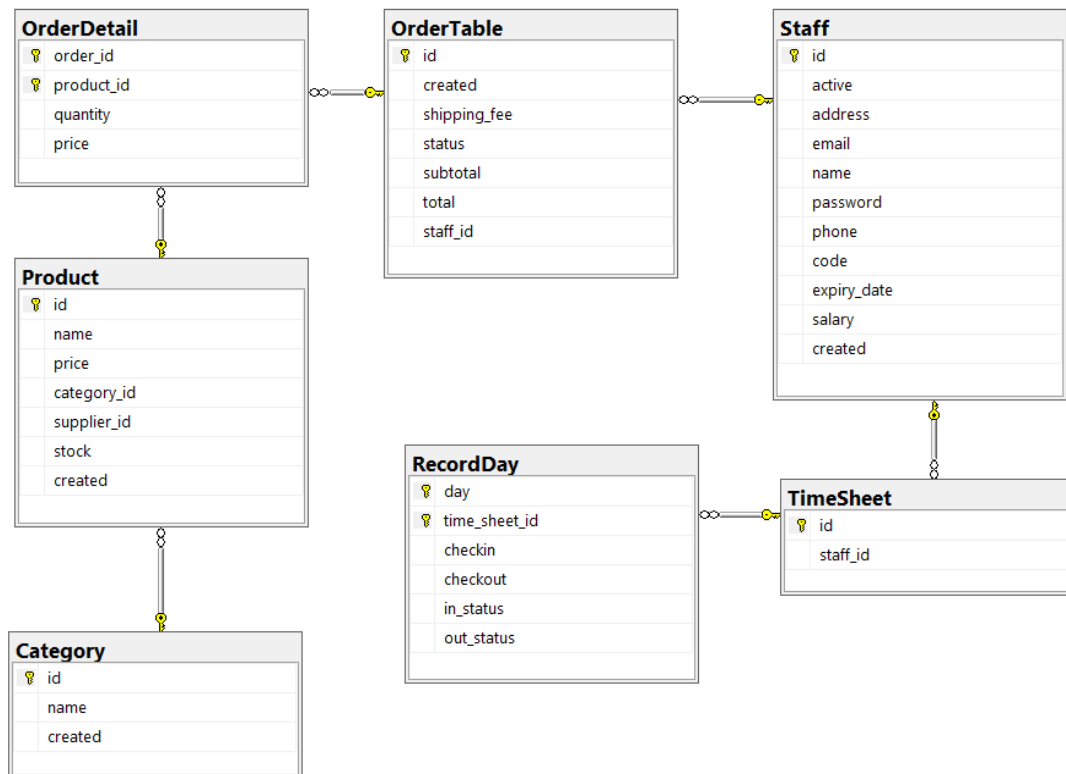 OrderDetail
order_id
product_id
quantity
price
OrderTable
id
created
shipping_fee
status
subtotal
total
staff_id
Staff
id
active
address
email
name
password
phone
code
expiry_date
salary
created
Product
id
name
price
category_id
supplier_id
stock
created
RecordDay
day
time_sheet_id
checkin
checkout
in_status
out_status
TimeSheet
id
staff_id
Category
id
name
created